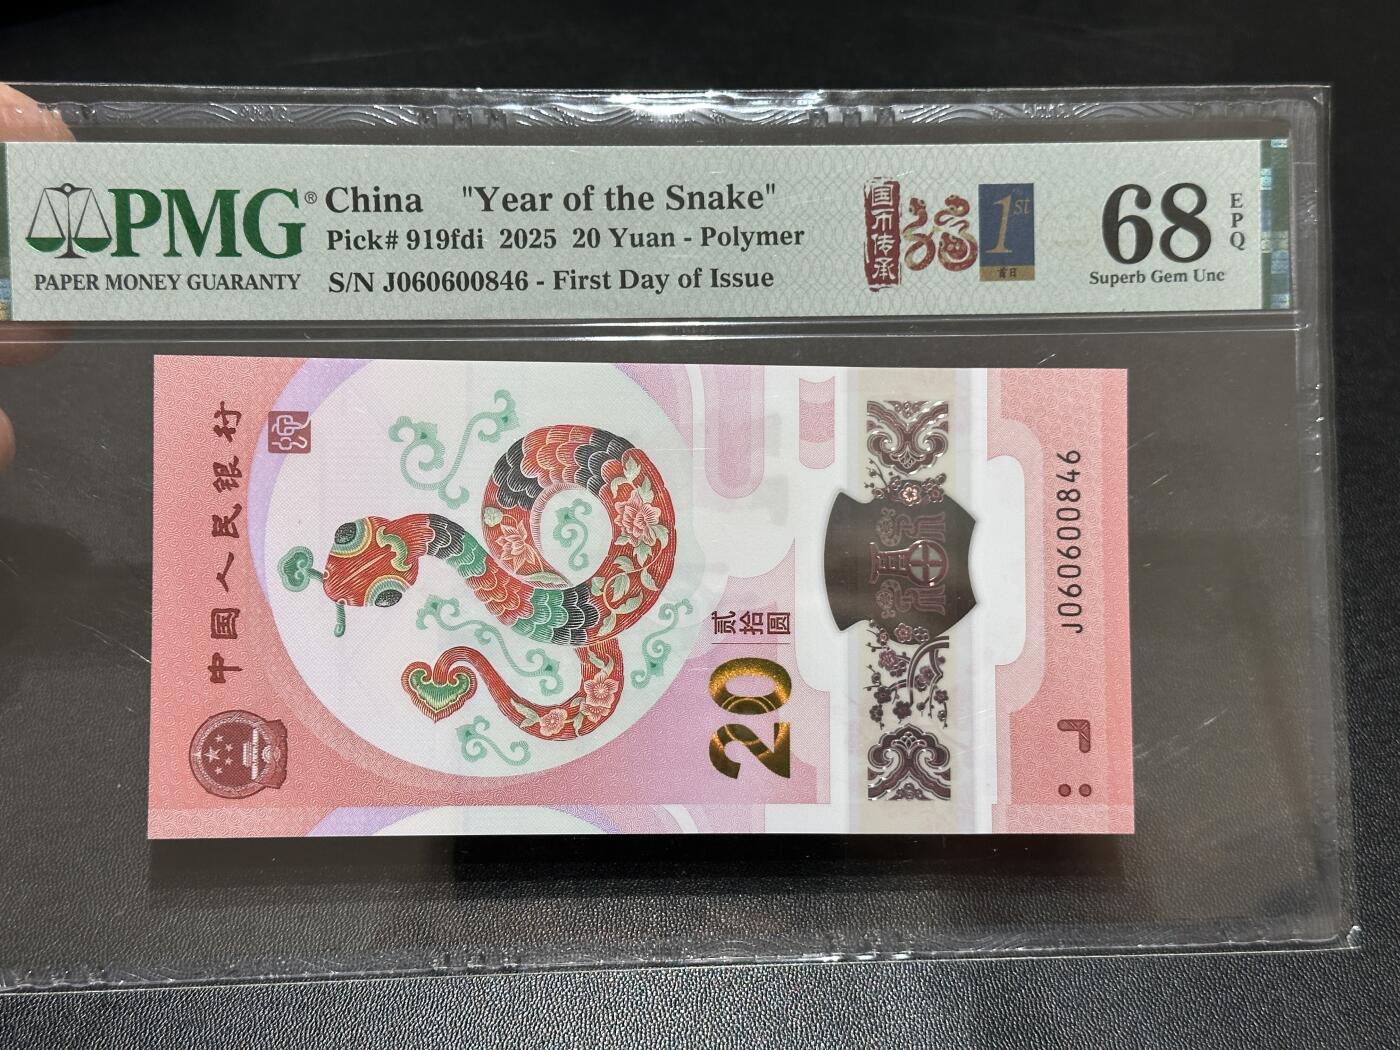 PMG®
PAPER MONEY GUARANTY
China "Year of the Snake"
Pick# 919fdi 2025 20 Yuan - Polymer
S/N J060600846 - First Day of Issue
国币传承
1st
首日
68
EPQ
Superb Gem Unc
中国人民银行
贰拾圆
20
福
J060600846